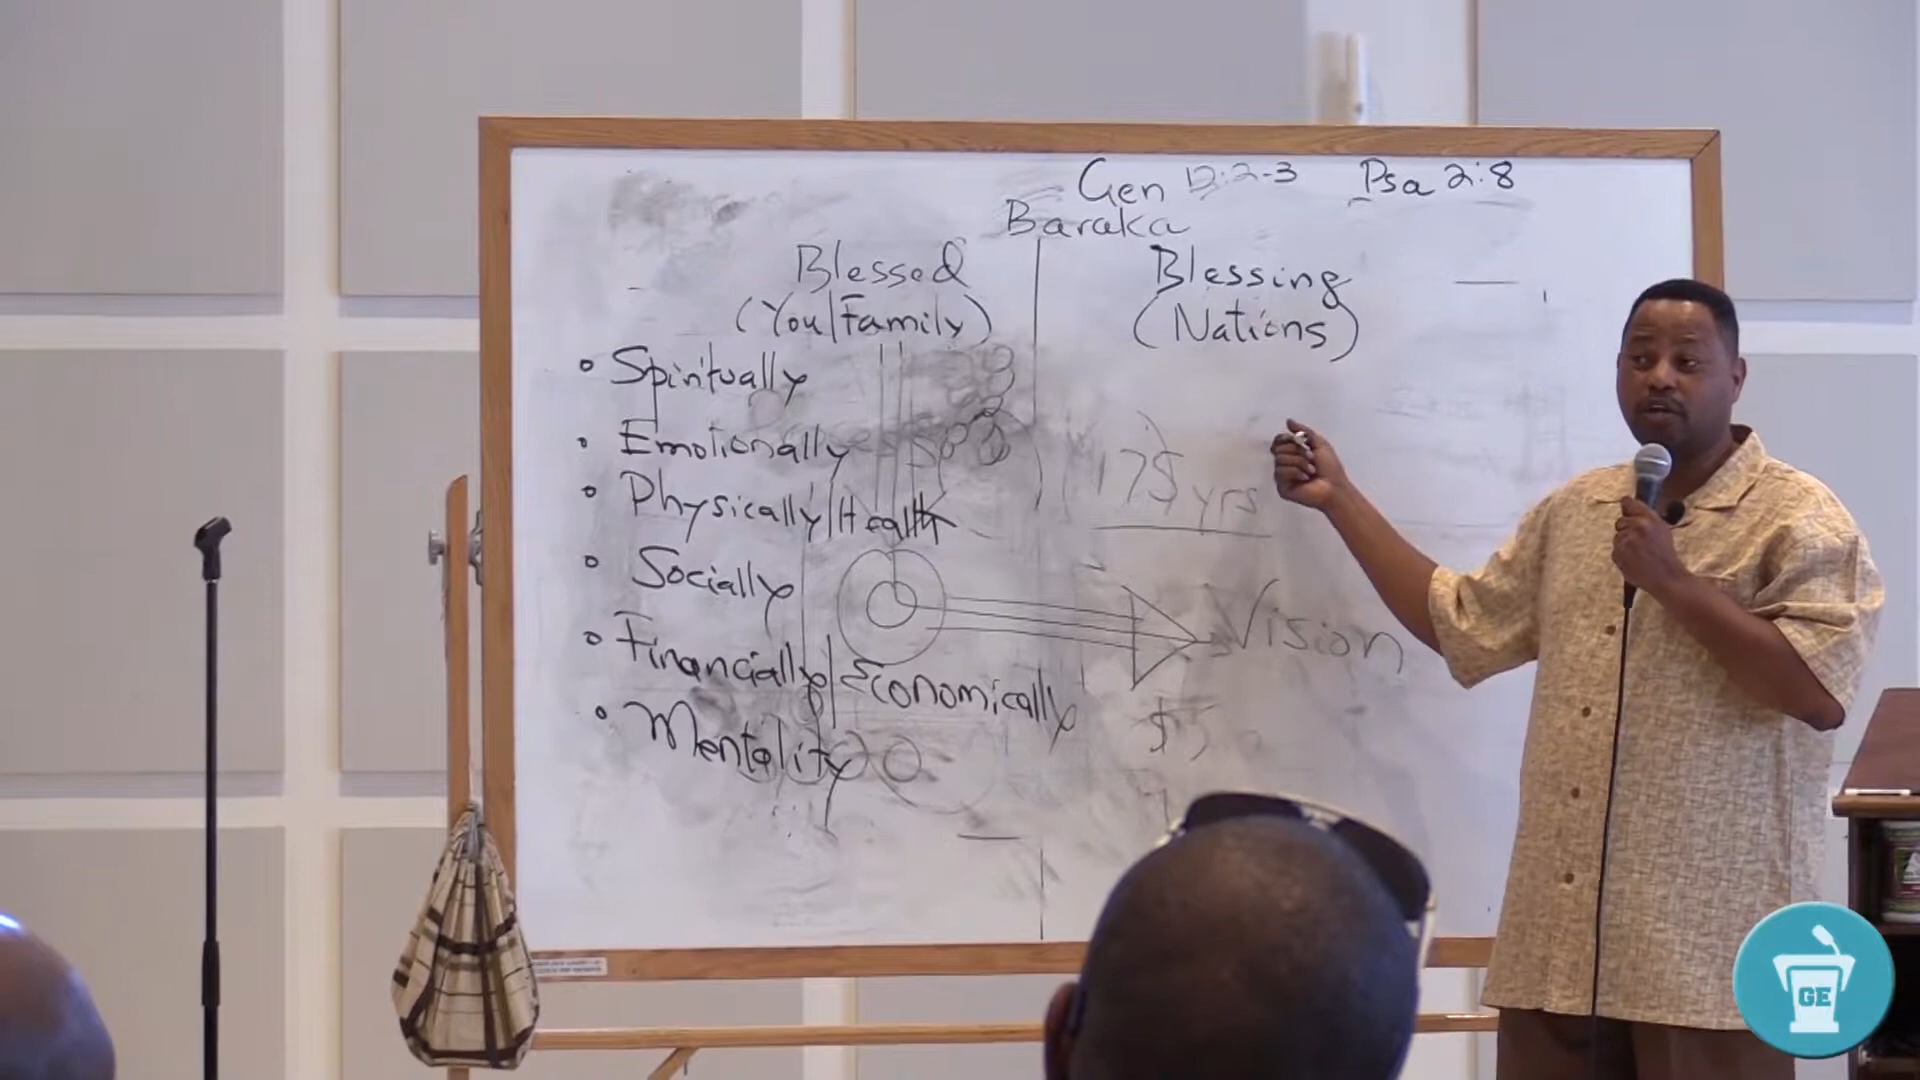 Gen 12:2-3 Psa 2:8
Baraka
Blessed
(You/Family)
• Spiritually
• Emotionally
• Physically/Health
• Socially
• Financially/Economically
• Mentality
Blessing
(Nations)
175 yrs
Vision
$5
GE